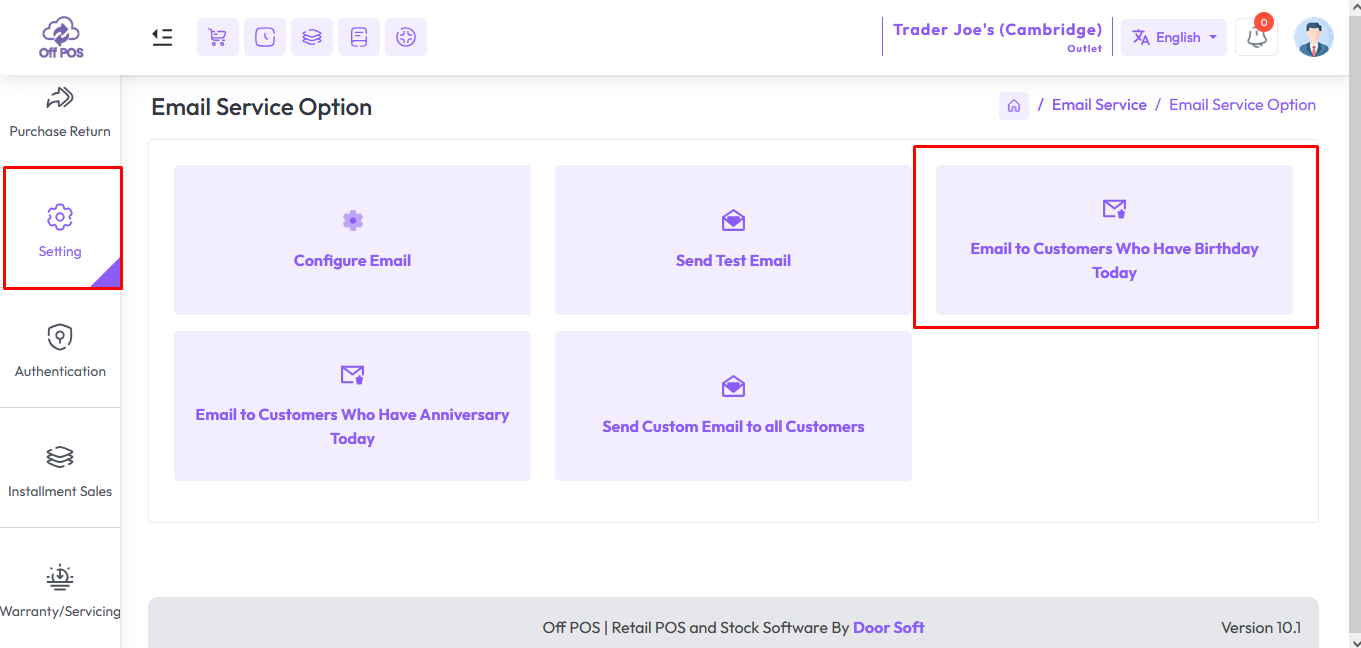 Off POS
Trader Joe's (Cambridge)
Outlet
English
0
Purchase Return
Setting
Authentication
Installment Sales
Warranty/Servicing
Email Service Option
/ Email Service / Email Service Option
Configure Email
Send Test Email
Email to Customers Who Have Birthday
Today
Email to Customers Who Have Anniversary
Today
Send Custom Email to all Customers
Off POS | Retail POS and Stock Software By Door Soft
Version 10.1